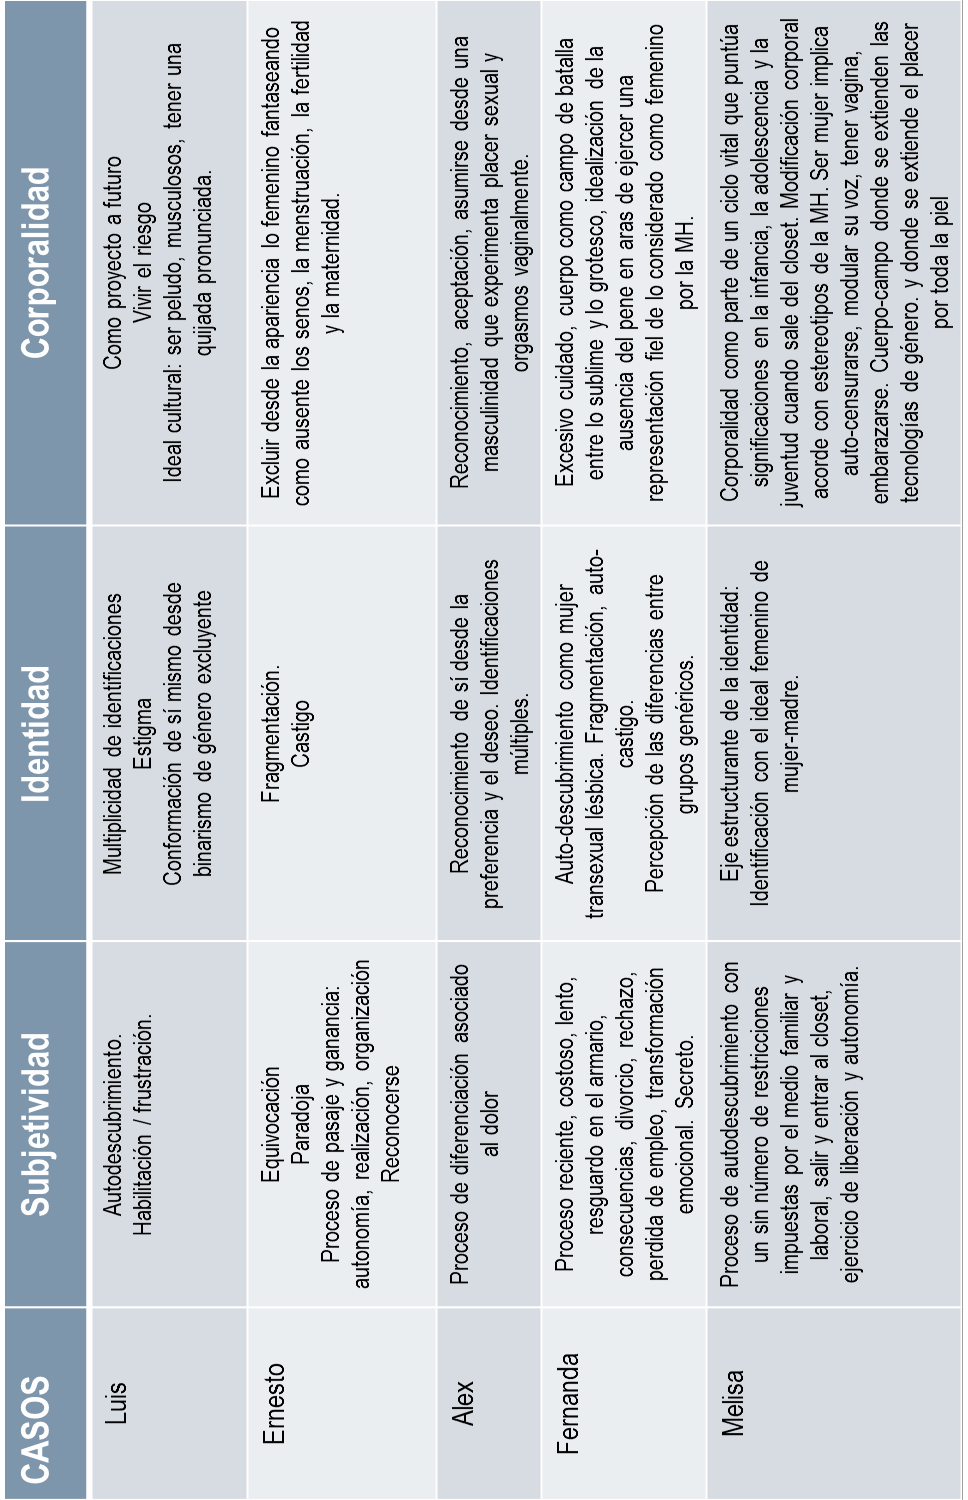 CASOS
Subjetividad
Identidad
Corporalidad
Luis
Autodescubrimiento.
Habilitación / frustración.
Multiplicidad de identificaciones
Estigma
Conformación de sí mismo desde
binarismo de género excluyente
Como proyecto a futuro
Vivir el riesgo
Ideal cultural: ser peludo, musculosos, tener una
quijada pronunciada.
Ernesto
Equivocación
Paradoja
Proceso de pasaje y ganancia:
autonomía, realización, organización
Reconocerse
Fragmentación.
Castigo
Excluir desde la apariencia lo femenino fantaseando
como ausente los senos, la menstruación, la fertilidad
y la maternidad.
Alex
Proceso de diferenciación asociado
al dolor
Reconocimiento de sí desde la
preferencia y el deseo. Identificaciones
múltiples.
Reconocimiento, aceptación, asumirse desde una
masculinidad que experimenta placer sexual y
orgasmos vaginalmente.
Fernanda
Proceso reciente, costoso, lento,
resguardo en el armario,
consecuencias, divorcio, rechazo,
perdida de empleo, transformación
emocional. Secreto.
Auto-descubrimiento como mujer
transexual lésbica. Fragmentación, auto-
castigo.
Percepción de las diferencias entre
grupos genéricos.
Excesivo cuidado, cuerpo como campo de batalla
entre lo sublime y lo grotesco, idealización de la
ausencia del pene en aras de ejercer una
representación fiel de lo considerado como femenino
por la MH.
Melisa
Proceso de autodescubrimiento con
un sin número de restricciones
impuestas por el medio familiar y
laboral, salir y entrar al closet,
ejercicio de liberación y autonomía.
Eje estructurante de la identidad:
Identificación con el ideal femenino de
mujer-madre.
Corporalidad como parte de un ciclo vital que puntúa
significaciones en la infancia, la adolescencia y la
juventud cuando sale del closet. Modificación corporal
acorde con estereotipos de la MH. Ser mujer implica
auto-censurarse, modular su voz, tener vagina,
embarazarse. Cuerpo-campo donde se extienden las
tecnologías de género. y donde se extiende el placer
por toda la piel